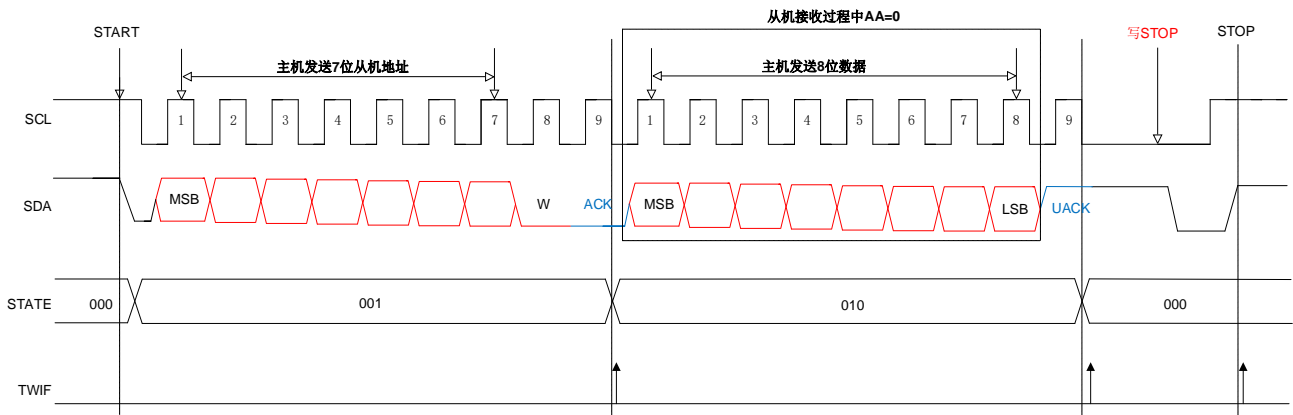 从机接收过程中AA=0
START
写STOP
STOP
主机发送7位从机地址
主机发送8位数据
SCL
1 2 3 4 5 6 7 8 9 1 2 3 4 5 6 7 8 9
SDA
MSB W ACK MSB LSB UACK
STATE
000 001 010 000
TWIF